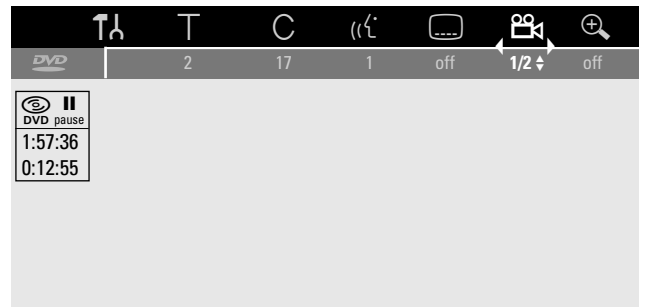 T C
DVD 2 17 1 off 1/2 off
DVD pause
1:57:36
0:12:55